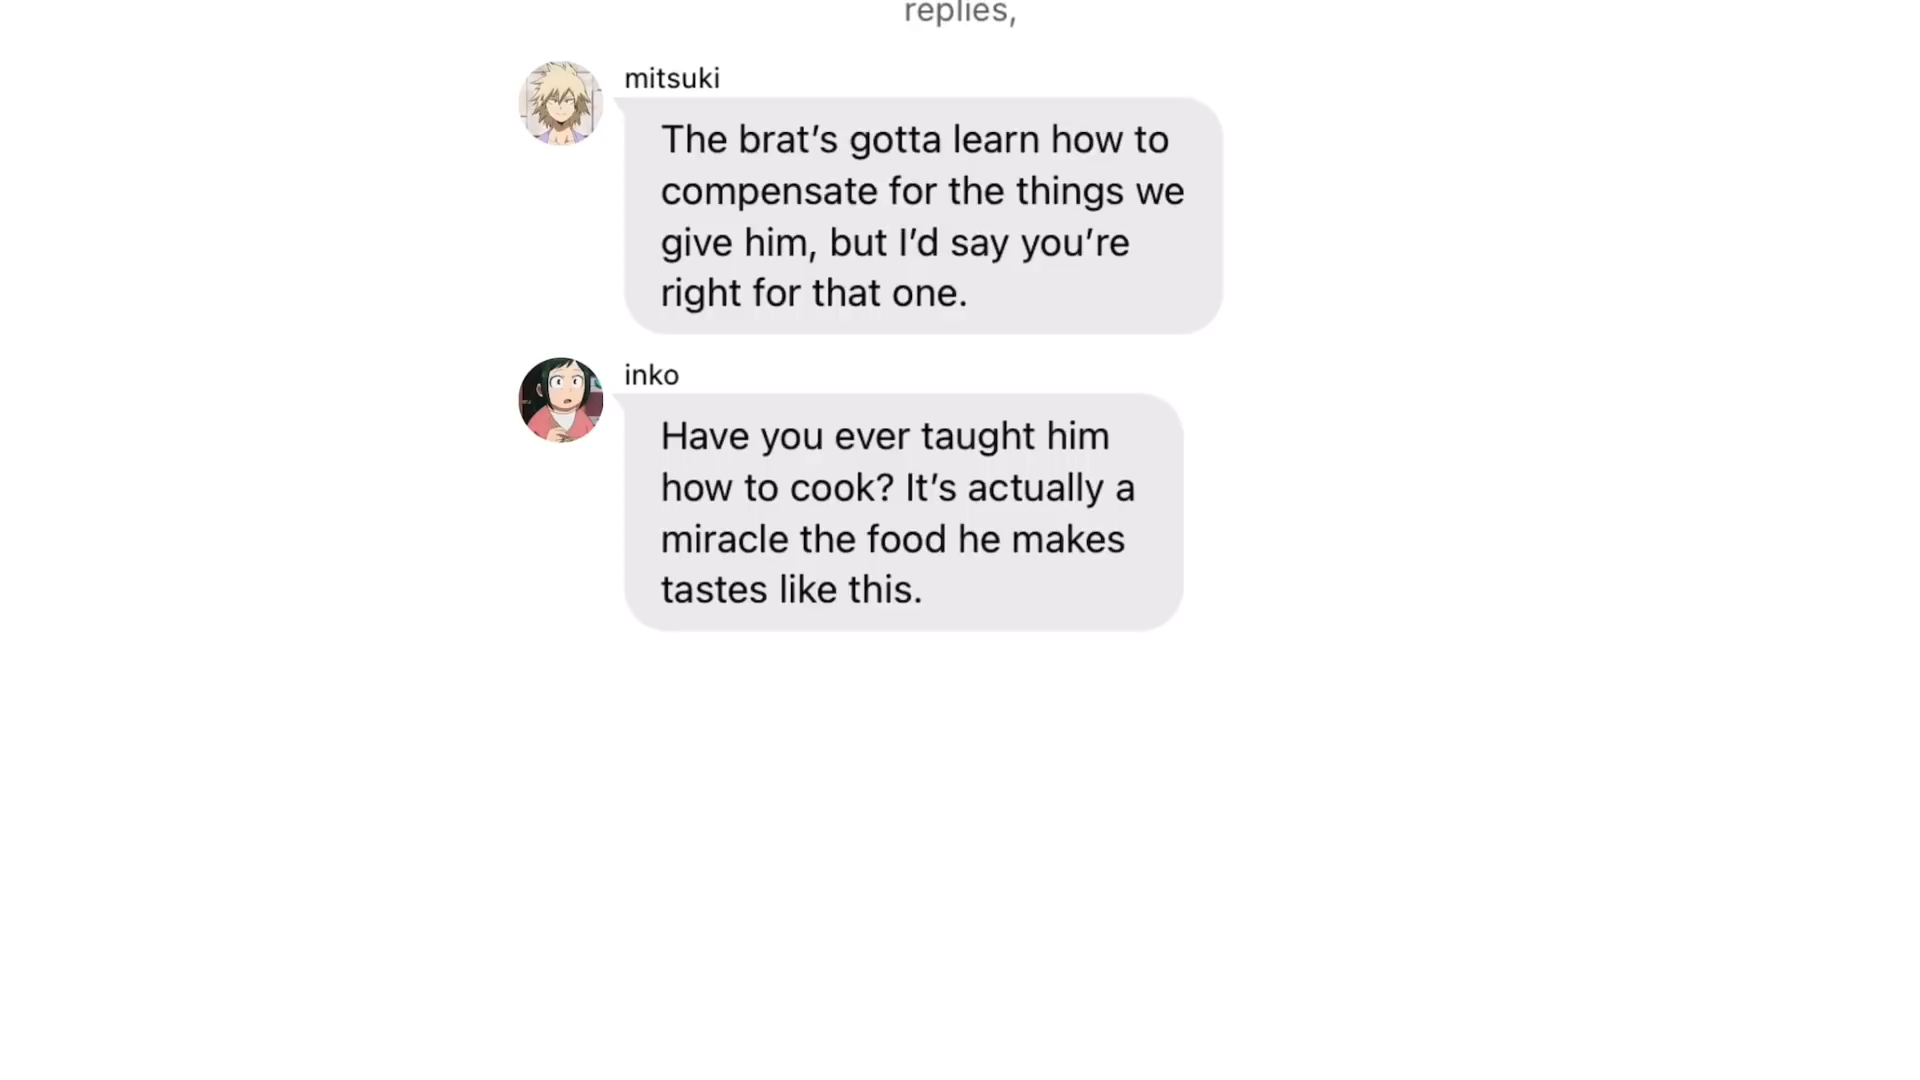 replies,
mitsuki
The brat’s gotta learn how to
compensate for the things we
give him, but I’d say you’re
right for that one.
inko
Have you ever taught him
how to cook? It’s actually a
miracle the food he makes
tastes like this.